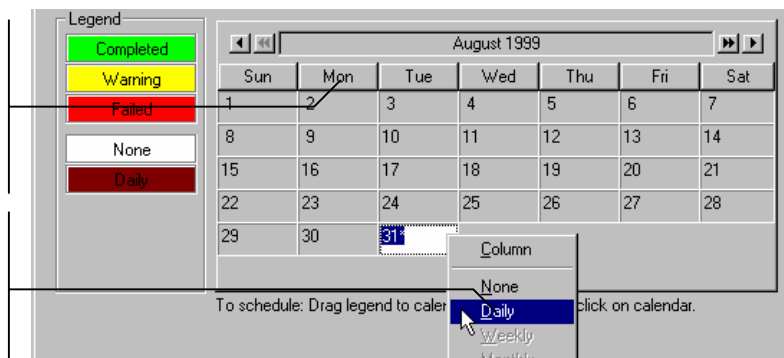 Legend
Completed
Warning
Failed
None
Daily
August 1999
Sun Mon Tue Wed Thu Fri Sat
1 2 3 4 5 6 7
8 9 10 11 12 13 14
15 16 17 18 19 20 21
22 23 24 25 26 27 28
29 30 31*
Column
None
Daily
Weekly
Monthly
To schedule: Drag legend to caler click on calendar.